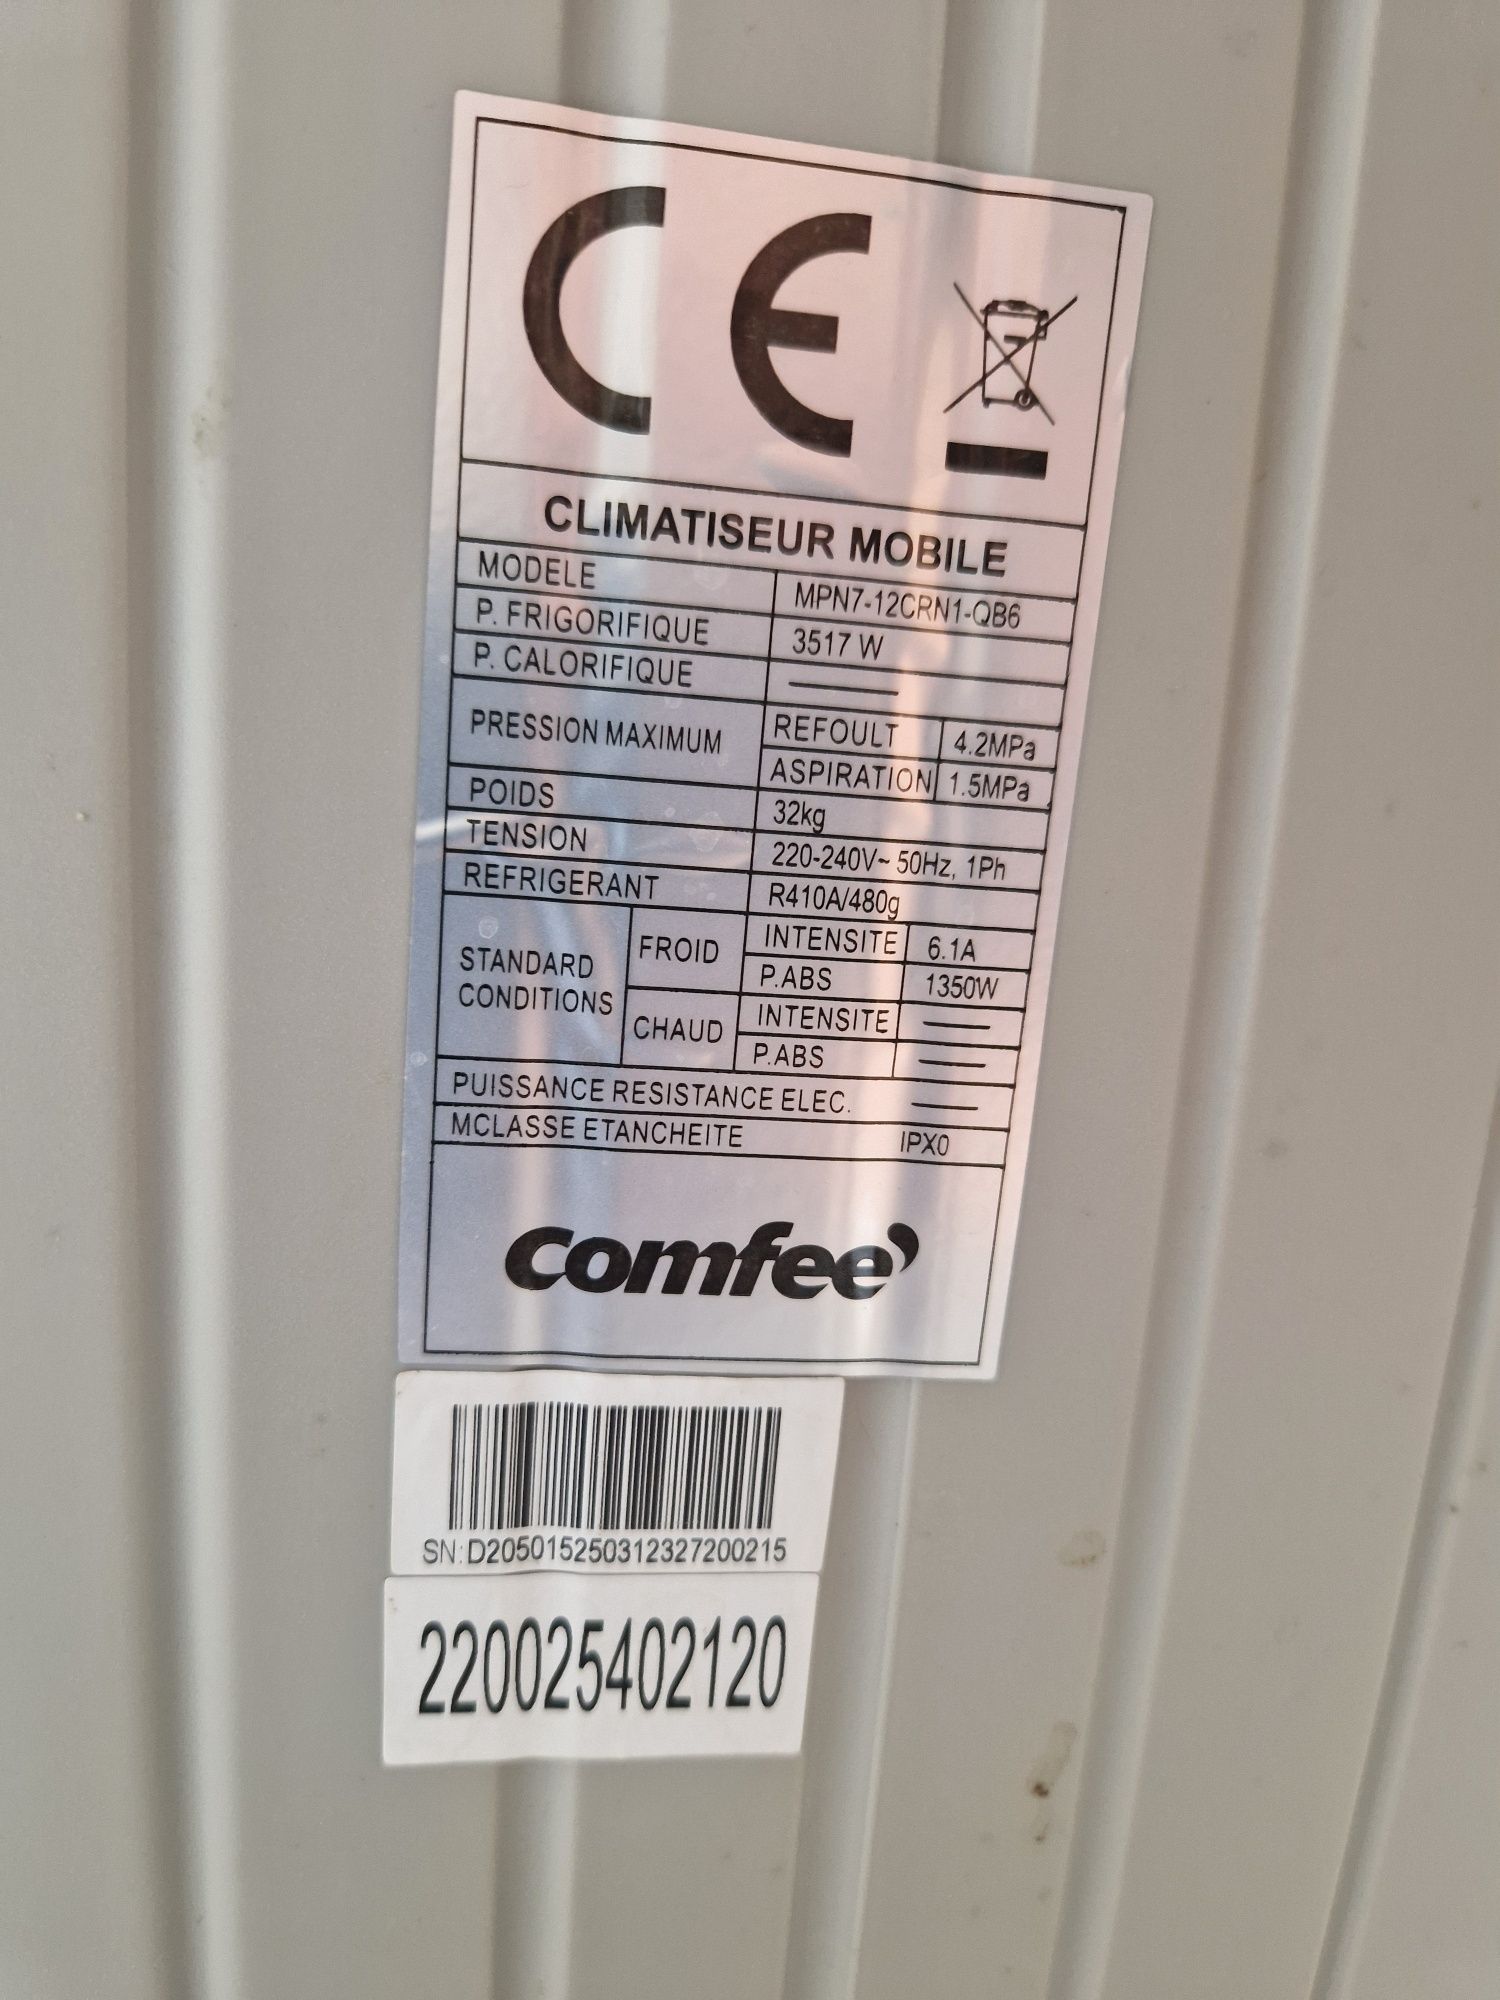 CE
CLIMATISEUR MOBILE
MODELE MPN7-12CRN1-QB6
P. FRIGORIFIQUE 3517 W
P. CALORIFIQUE ——
PRESSION MAXIMUM REFOULT 4.2MPa
ASPIRATION 1.5MPa
POIDS 32kg
TENSION 220-240V~ 50Hz, 1Ph
REFRIGERANT R410A/480g
STANDARD CONDITIONS FROID INTENSITE 6.1A
P.ABS 1350W
CHAUD INTENSITE ——
P.ABS ——
PUISSANCE RESISTANCE ELEC. ——
MCLASSE ETANCHEITE IPX0
comfee'
SN:D205015250312327200215
220025402120